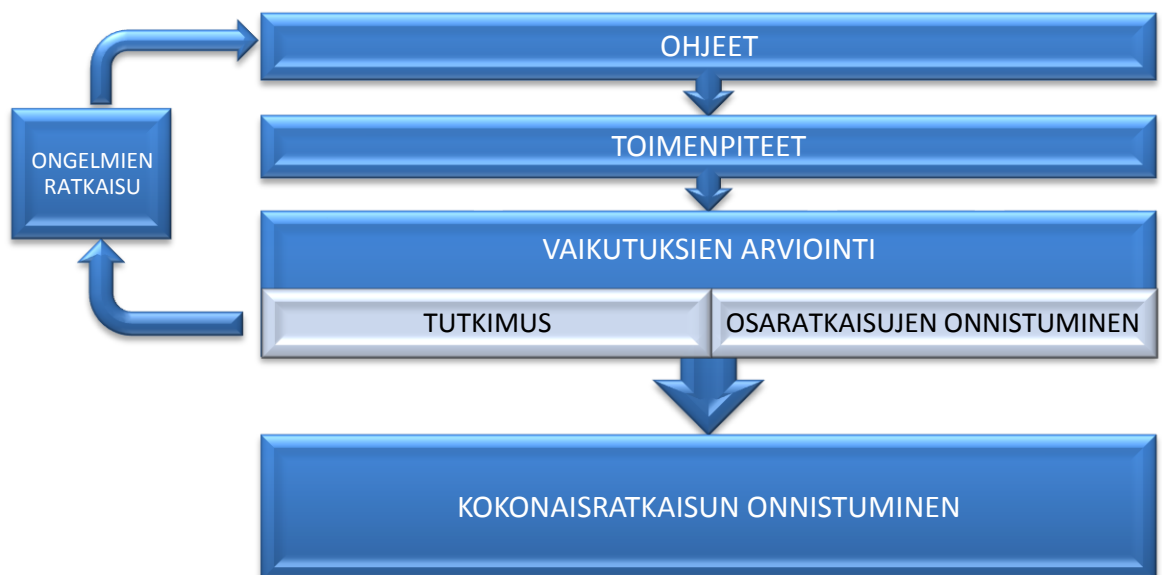 OHJEET
TOIMENPITEET
ONGELMIEN
RATKAISU
VAIKUTUKSIEN ARVIOINTI
TUTKIMUS
OSARATKAISUJEN ONNISTUMINEN
KOKONAISRATKAISUN ONNISTUMINEN